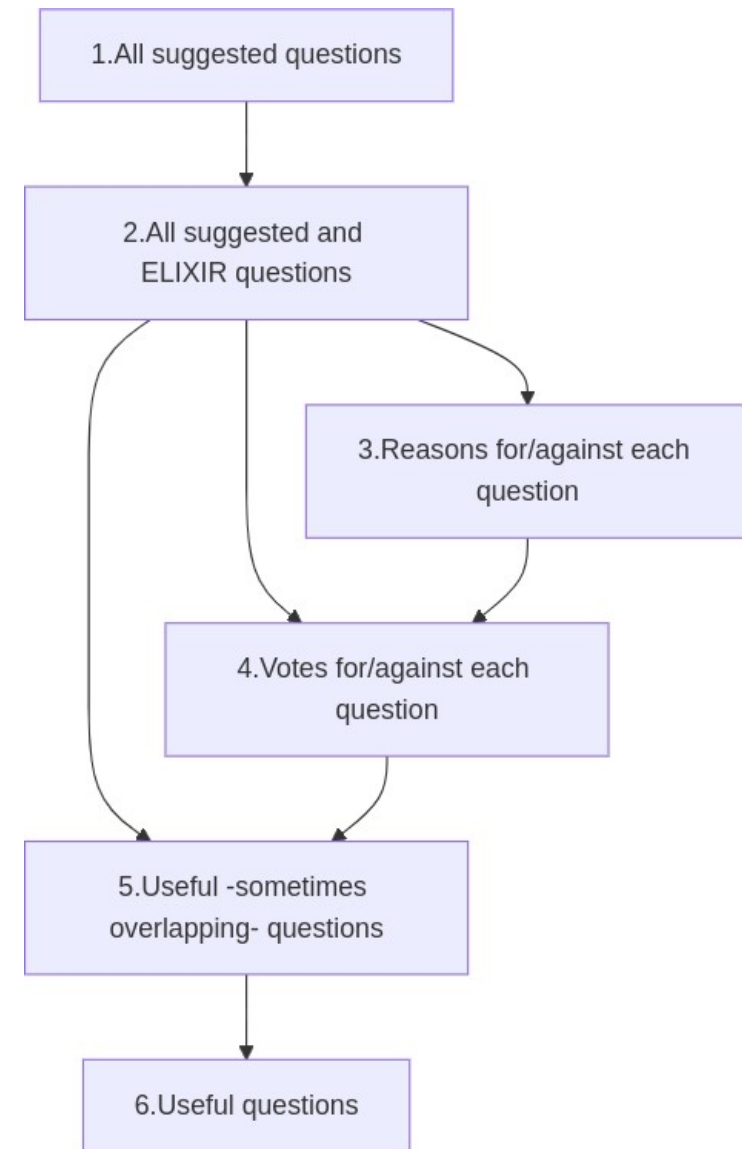 1.All suggested questions
2.All suggested and
ELIXIR questions
3.Reasons for/against each
question
4.Votes for/against each
question
5.Useful -sometimes
overlapping- questions
6.Useful questions